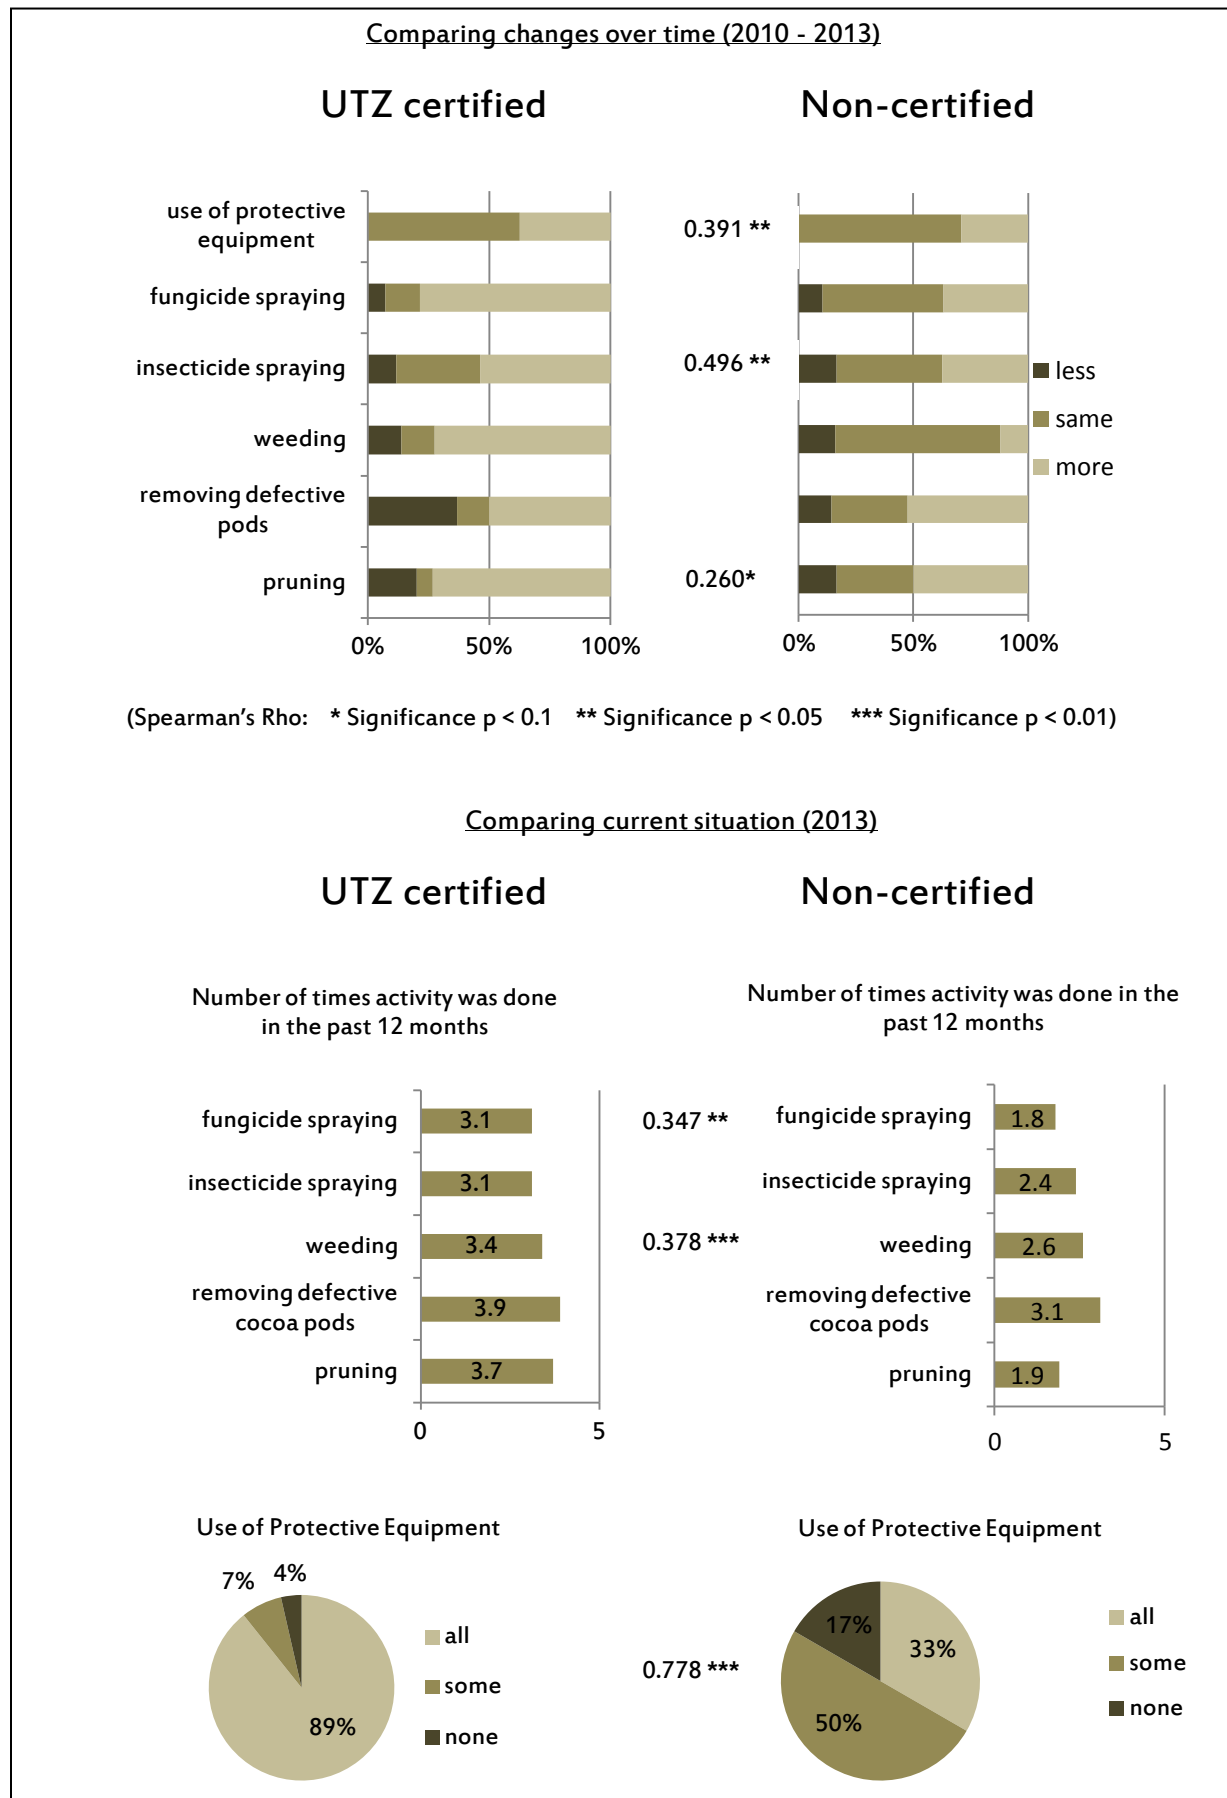 Comparing changes over time (2010 - 2013)
UTZ certified
Non-certified
use of protective
equipment
0.391 **
fungicide spraying
insecticide spraying
0.496 **
weeding
removing defective
pods
pruning
0.260*
0%
50%
100%
0%
50%
100%
less
same
more
(Spearman's Rho: * Significance p < 0.1 ** Significance p < 0.05 *** Significance p < 0.01)
Comparing current situation (2013)
UTZ certified
Non-certified
Number of times activity was done
in the past 12 months
fungicide spraying
3.1
insecticide spraying
3.1
weeding
3.4
removing defective
cocoa pods
3.9
pruning
3.7
0
5
0.347 **
0.378 ***
Number of times activity was done in the
past 12 months
fungicide spraying
1.8
insecticide spraying
2.4
weeding
2.6
removing defective
cocoa pods
3.1
pruning
1.9
0
5
Use of Protective Equipment
7%
4%
89%
all
some
none
0.778 ***
Use of Protective Equipment
17%
33%
50%
all
some
none